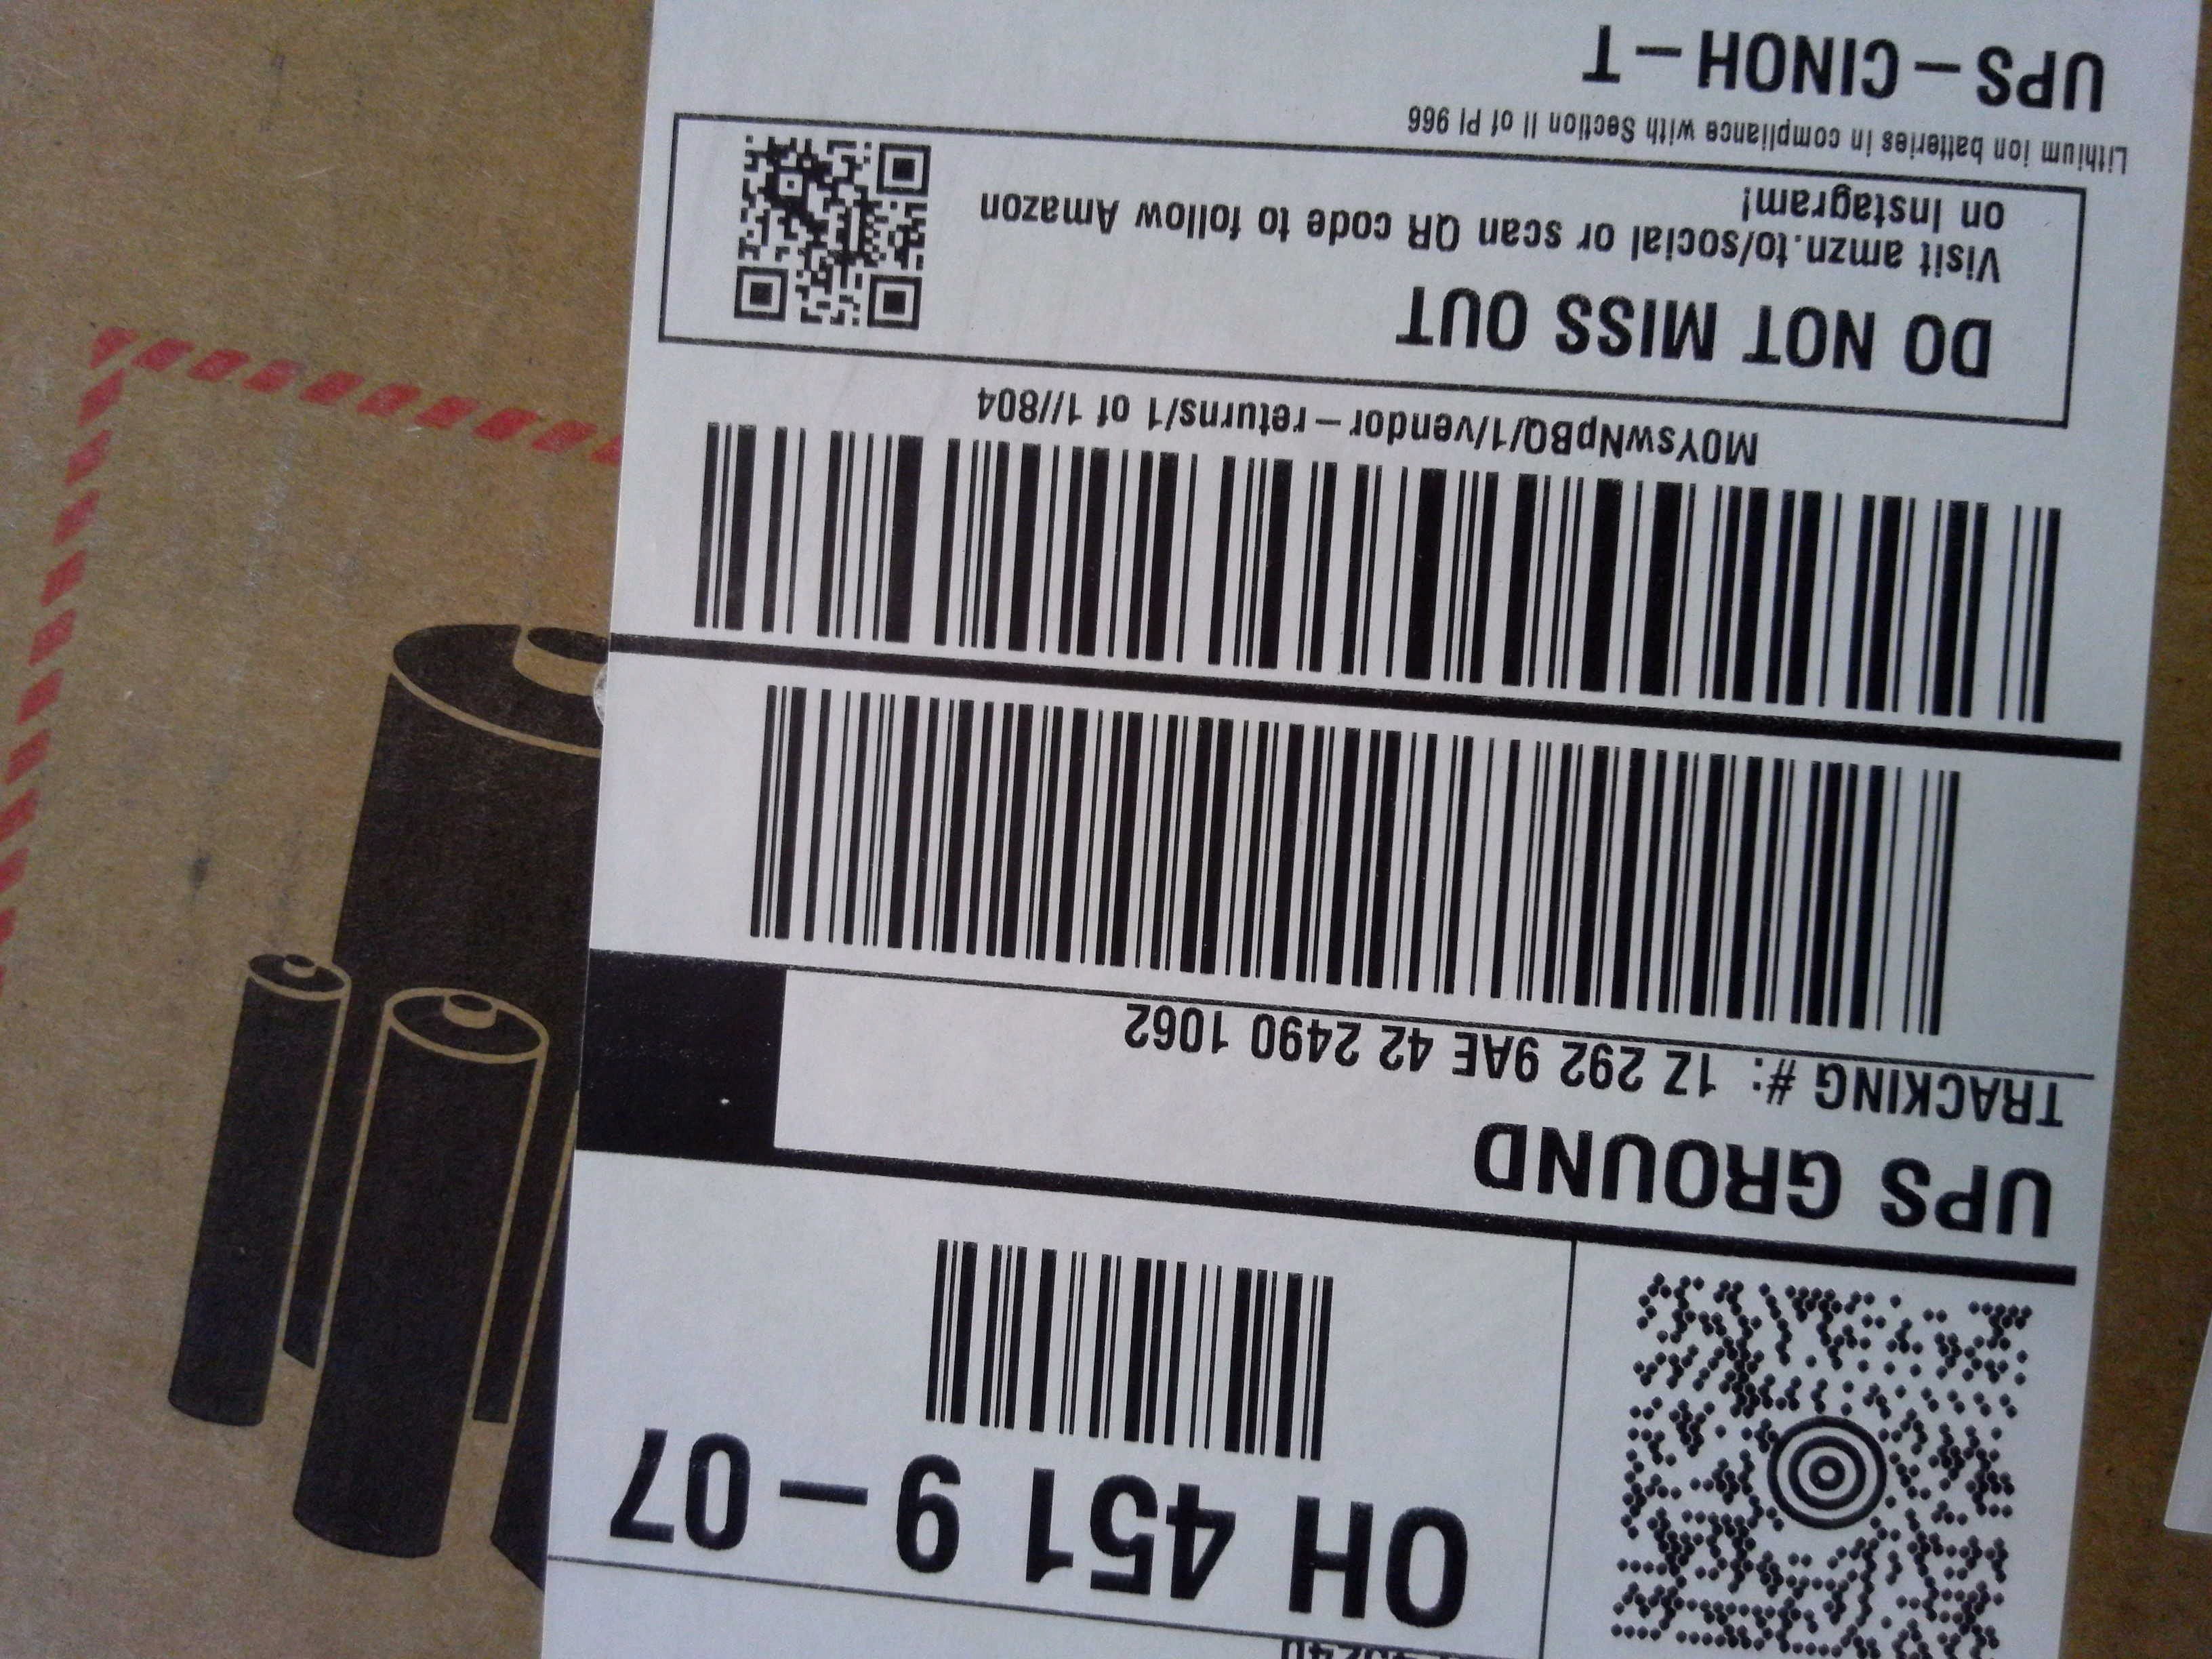 OH 451 9-07
UPS GROUND
TRACKING #: 1Z 292 9AE 42 2490 1062
M0YswNpBQ/1/vendor-returns/1 of 1//804
DO NOT MISS OUT
Visit amzn.to/social or scan QR code to follow Amazon
on Instagram!
Lithium ion batteries in compliance with Section II of PI 966
UPS-CINOH-T